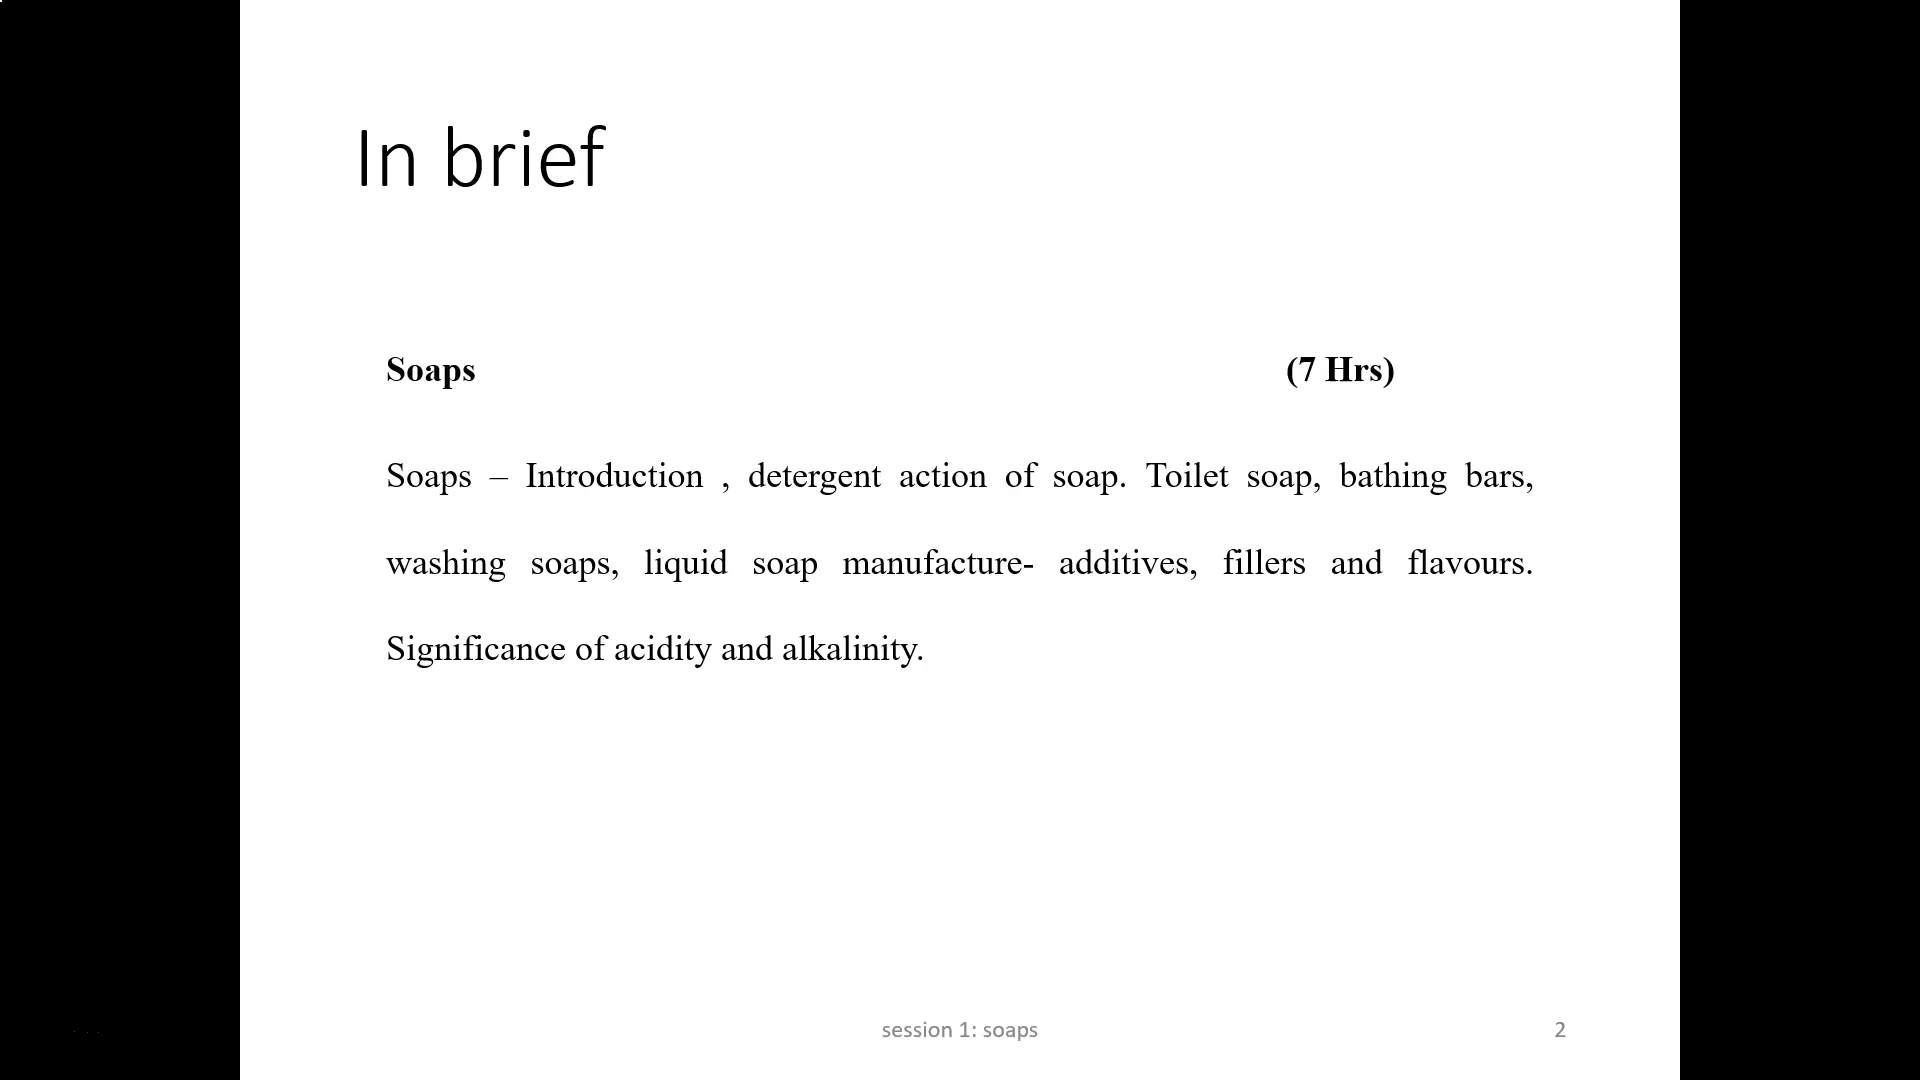 In brief
Soaps (7 Hrs)
Soaps – Introduction , detergent action of soap. Toilet soap, bathing bars,
washing soaps, liquid soap manufacture- additives, fillers and flavours.
Significance of acidity and alkalinity.
session 1: soaps
2